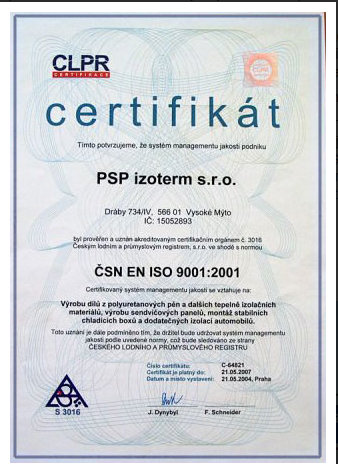 CLPR
CERTIFIKACE
certifikát
Tímto potvrzujeme, že systém managementu jakosti podniku
PSP izoterm s.r.o.
Dráby 734/IV, 566 01 Vysoké Mýto
IČ: 15052893
byl prověřen a uznán akreditovaným certifikačním orgánem č. 3016
Českým lodním a průmyslovým registrem, s.r.o. ve shodě s normou
ČSN EN ISO 9001:2001
Certifikovaný systém managementu jakosti se vztahuje na:
Výrobu dílů z polyuretanových pěn a dalších tepelně izolačních
materiálů, výrobu sendvičových panelů, montáž stabilních
chladících boxů a dodatečných izolací automobilů.
Toto uznání je dále podmíněno tím, že držitel bude udržovat systém managementu
jakosti podle uvedené normy, což bude sledováno ze strany
ČESKÉHO LODNÍHO A PRŮMYSLOVÉHO REGISTRU
Číslo certifikátu: C-64821
Certifikát je platný do: 21.05.2007
Datum a místo vystavení: 21.05.2004, Praha
S 3016
J. Dynybyl F. Schneider